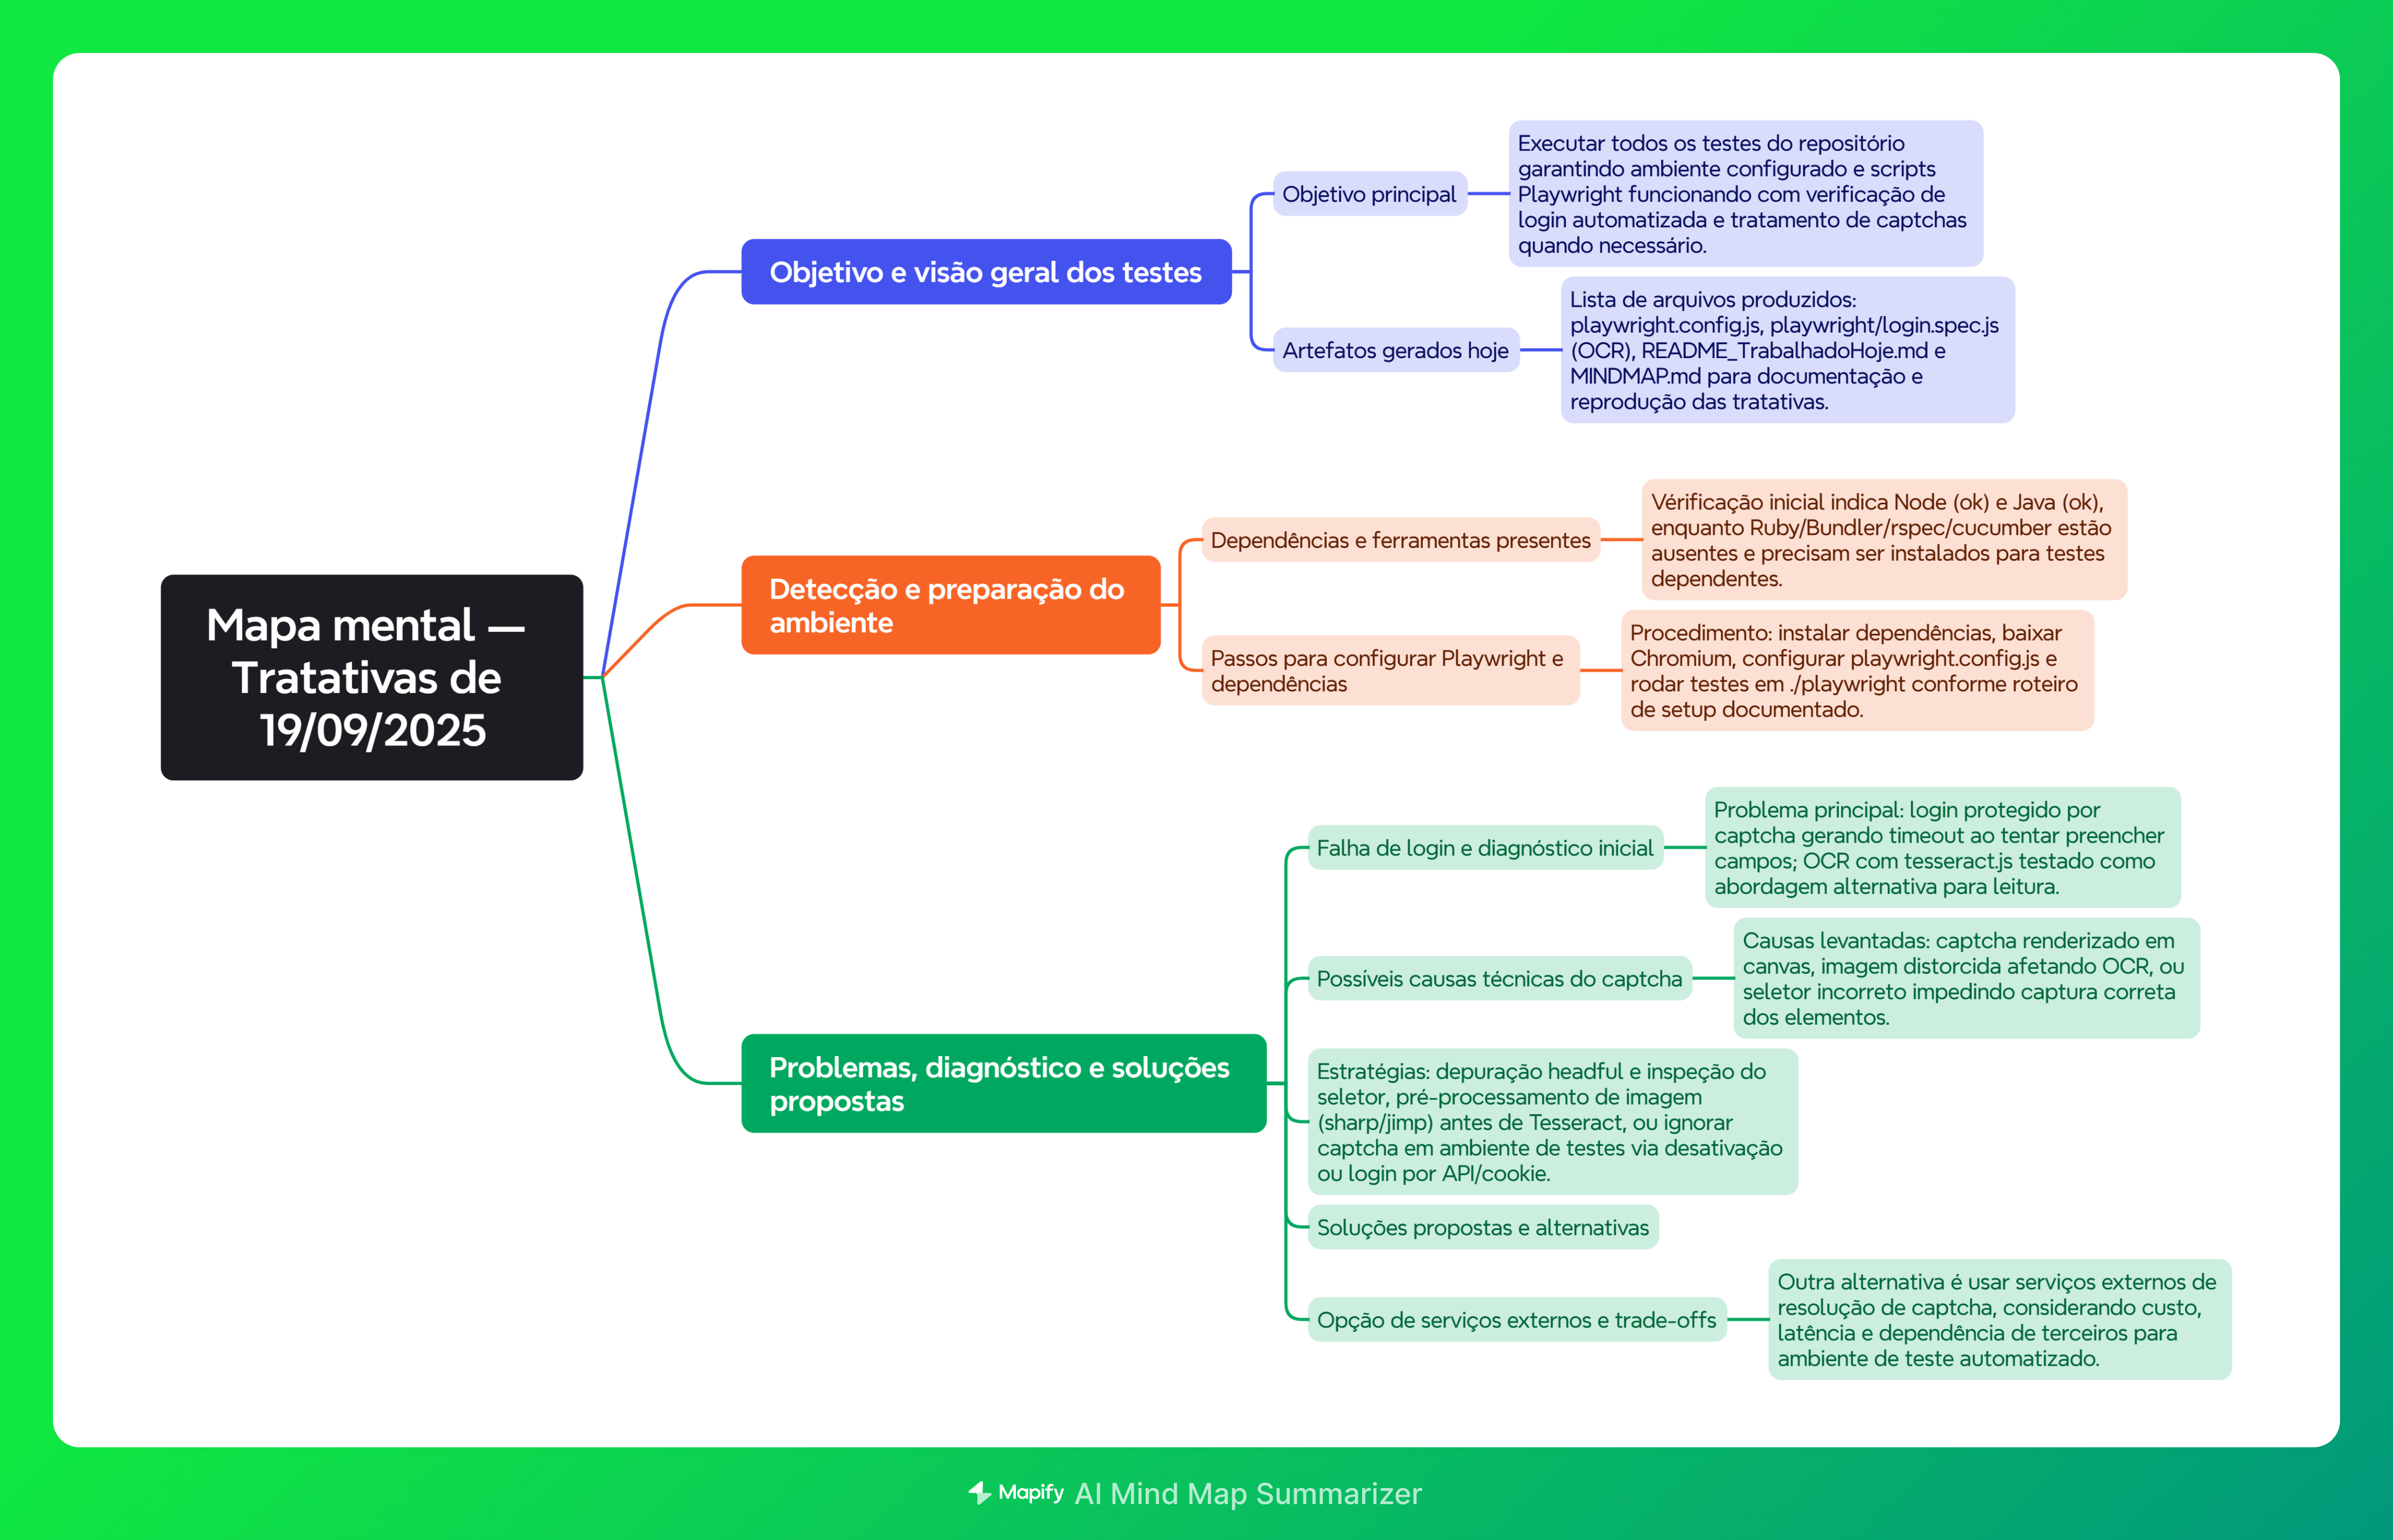 Mapa mental —
Tratativas de
19/09/2025
Objetivo e visão geral dos testes
Objetivo principal
Executar todos os testes do repositório
garantindo ambiente configurado e scripts
Playwright funcionando com verificação de
login automatizada e tratamento de captchas
quando necessário.
Artefatos gerados hoje
Lista de arquivos produzidos:
playwright.config.js, playwright/login.spec.js
(OCR), README_TrabalhadoHoje.md e
MINDMAP.md para documentação e
reprodução das tratativas.
Detecção e preparação do
ambiente
Dependências e ferramentas presentes
Vérificação inicial indica Node (ok) e Java (ok),
enquanto Ruby/Bundler/rspec/cucumber estão
ausentes e precisam ser instalados para testes
dependentes.
Passos para configurar Playwright e
dependências
Procedimento: instalar dependências, baixar
Chromium, configurar playwright.config.js e
rodar testes em ./playwright conforme roteiro
de setup documentado.
Problemas, diagnóstico e soluções
propostas
Falha de login e diagnóstico inicial
Problema principal: login protegido por
captcha gerando timeout ao tentar preencher
campos; OCR com tesseract.js testado como
abordagem alternativa para leitura.
Possíveis causas técnicas do captcha
Causas levantadas: captcha renderizado em
canvas, imagem distorcida afetando OCR, ou
seletor incorreto impedindo captura correta
dos elementos.
Estratégias: depuração headful e inspeção do
seletor, pré-processamento de imagem
(sharp/jimp) antes de Tesseract, ou ignorar
captcha em ambiente de testes via desativação
ou login por API/cookie.
Soluções propostas e alternativas
Opção de serviços externos e trade-offs
Outra alternativa é usar serviços externos de
resolução de captcha, considerando custo,
latência e dependência de terceiros para
ambiente de teste automatizado.
Mapify AI Mind Map Summarizer